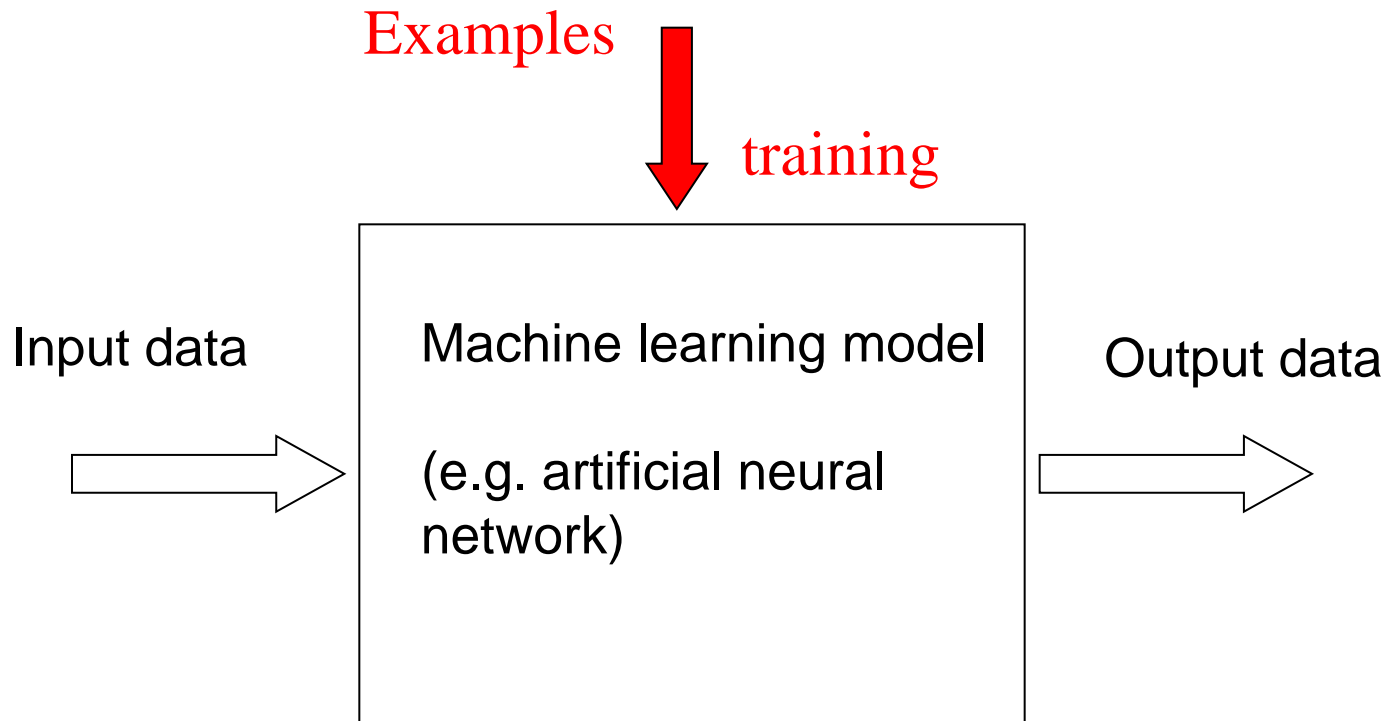 Examples
training
Input data
Machine learning model
(e.g. artificial neural
network)
Output data